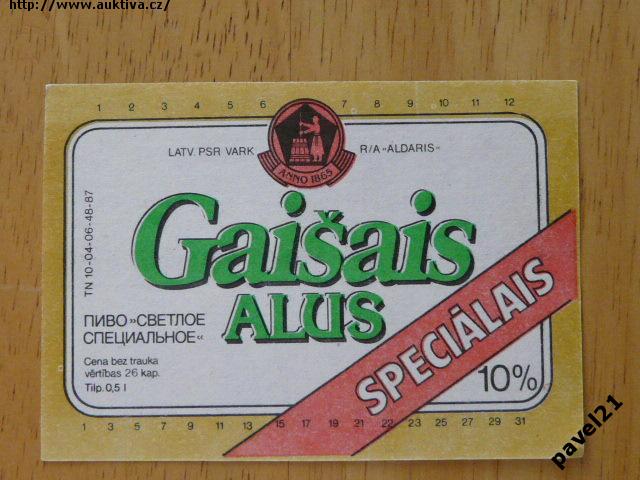 http://www.auktiva.cz/
1 2 3 4 5 6 7 8 9 10 11 12
LATV. PSR VARK R/A «ALDARIS»
ANNO 1865
TN 10-04-06-48-87
Gaišais
ALUS
SPECIĀLAIS
ПИВО »СВЕТЛОЕ
СПЕЦИАЛЬНОЕ«
Cena bez trauka
vērtības 26 kap.
Tilp. 0,5 l
10%
1 3 5 7 9 11 13 15 17 19 21 23 25 27 29 31
pavel21